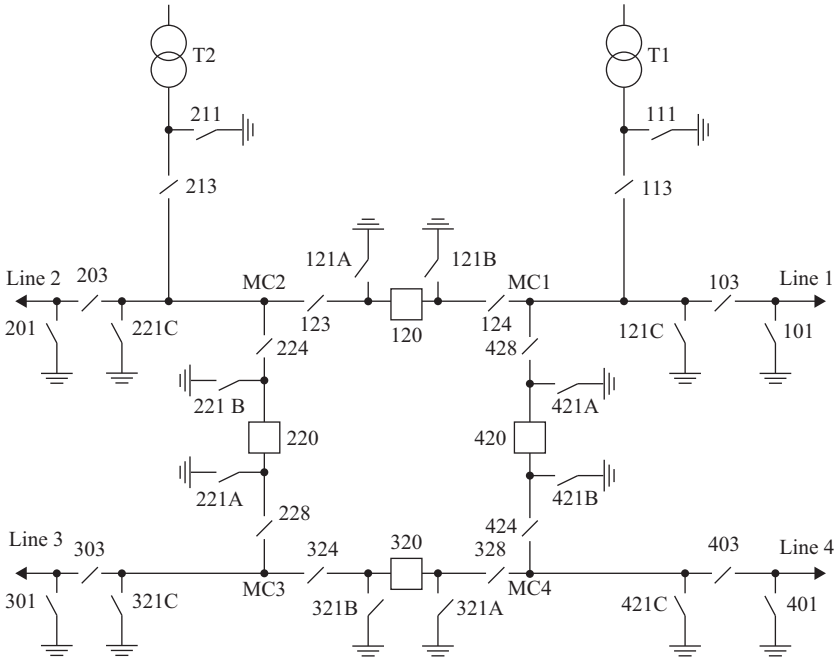 T2
T1
211
111
213
113
121A
121B
Line 2
203
MC2
MC1
103
Line 1
201
221C
123
120
124
121C
101
224
428
221 B
421A
220
420
221A
421B
228
424
Line 3
303
324
320
328
403
Line 4
MC3
MC4
301
321C
321B
321A
421C
401